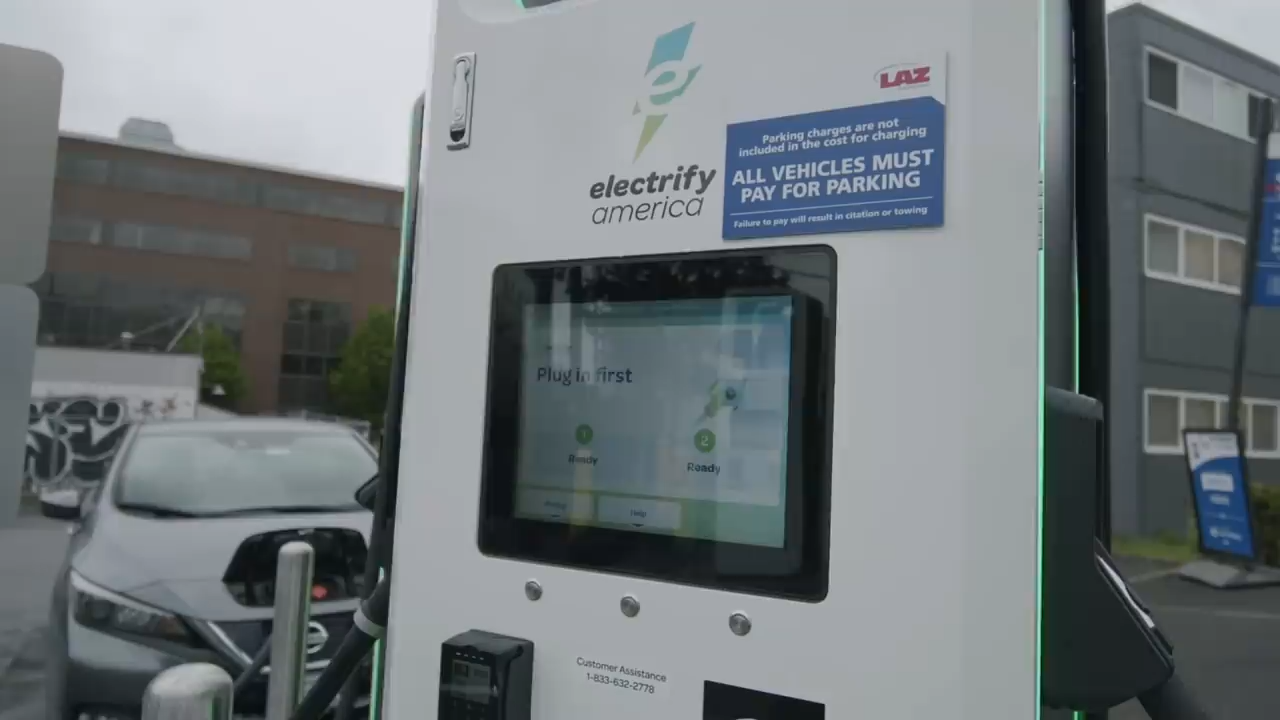 LAZ
Parking charges are not
included in the cost for charging
ALL VEHICLES MUST
PAY FOR PARKING
Failure to pay will result in citation or towing
electrify
america
Plug in first
1
2
Ready
Ready
Help
Customer Assistance
1-833-632-2778